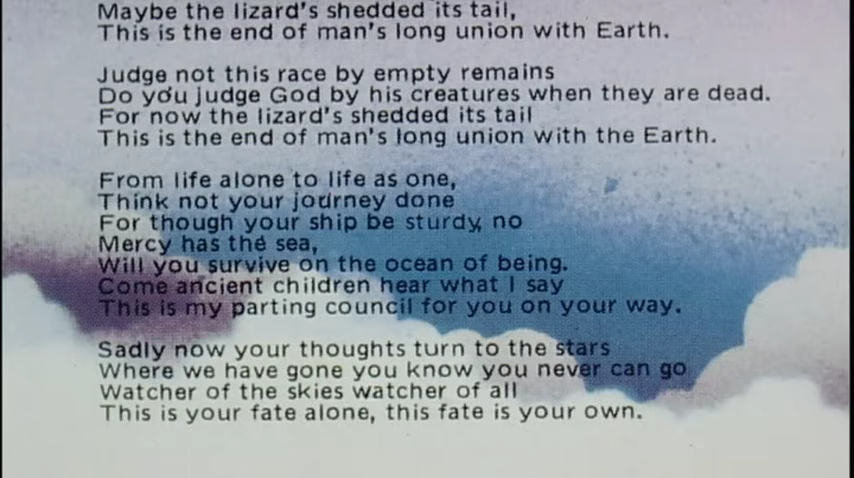 Maybe the lizard's shedded its tail,
This is the end of man's long union with Earth.
Judge not this race by empty remains
Do you judge God by his creatures when they are dead.
For now the lizard's shedded its tail
This is the end of man's long union with the Earth.
From life alone to life as one,
Think not your journey done
For though your ship be sturdy, no
Mercy has the sea,
Will you survive on the ocean of being.
Come ancient children hear what I say
This is my parting council for you on your way.
Sadly now your thoughts turn to the stars
Where we have gone you know you never can go
Watcher of the skies watcher of all
This is your fate alone, this fate is your own.